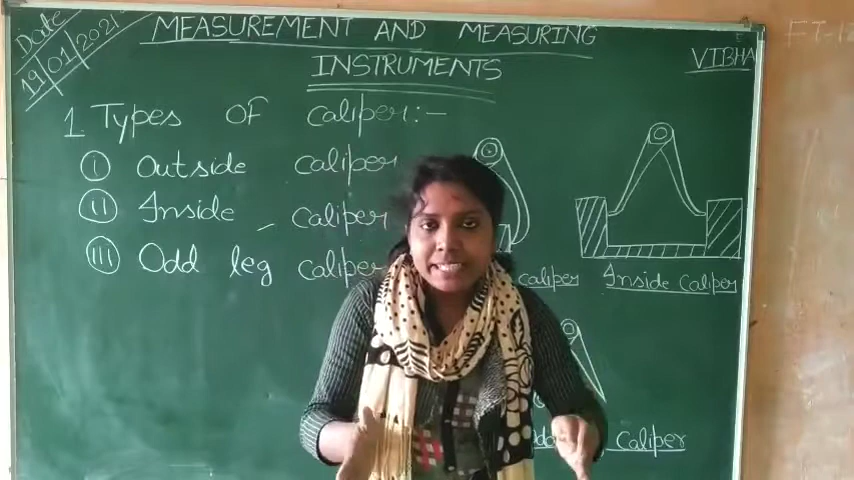 Date
19/01/2021
MEASUREMENT AND MEASURING
INSTRUMENTS
VIBHA
1. Types OF caliper:-
(i) Outside caliper
(ii) Inside caliper
(iii) Odd leg caliper
caliper
Inside Caliper
Caliper